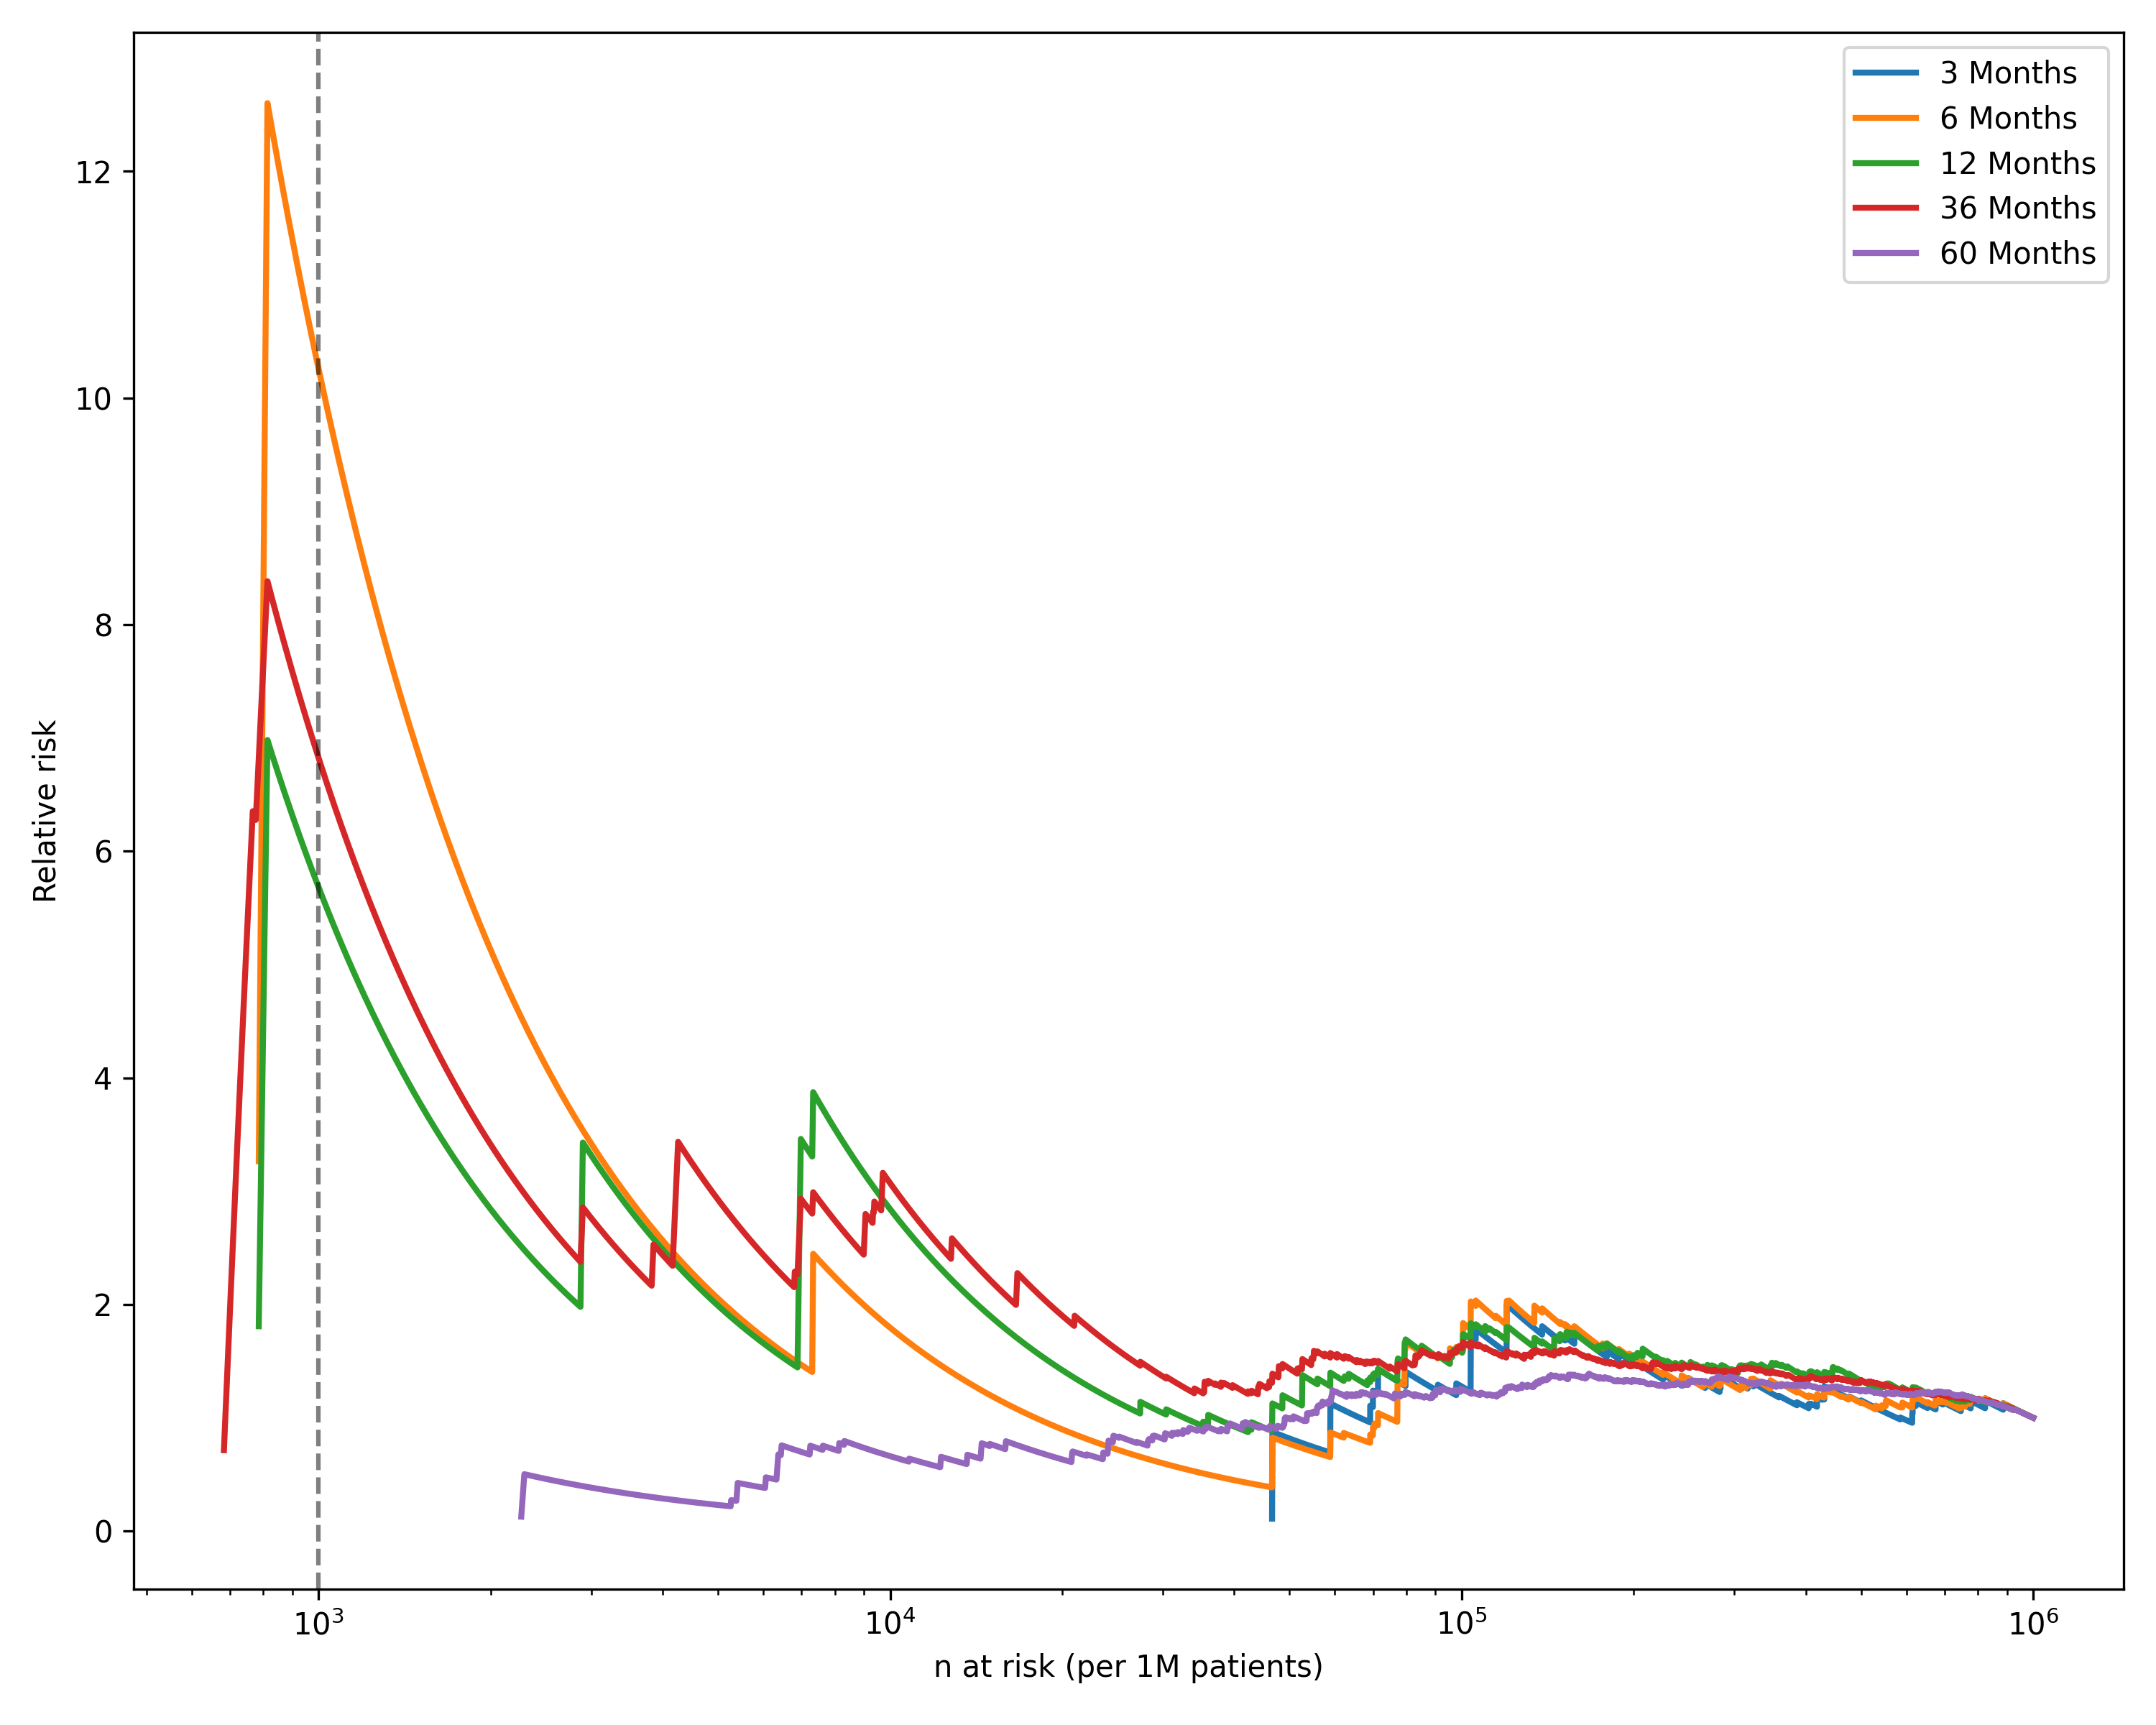 3 Months
6 Months
12 Months
36 Months
60 Months
12
10
8
6
4
2
0
Relative risk
10³
10⁴
10⁵
10⁶
n at risk (per 1M patients)